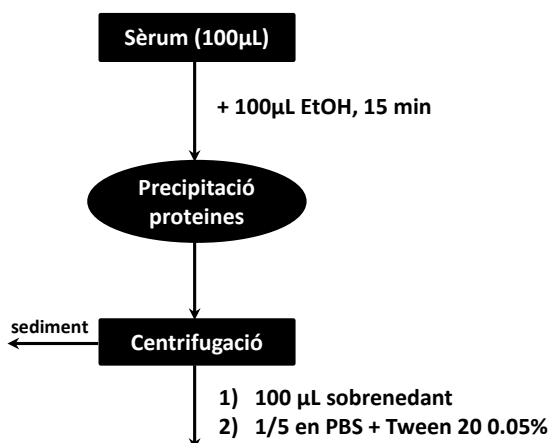 Sèrum (100µL)
+ 100µL EtOH, 15 min
Precipitació
proteines
sediment
Centrifugació
1) 100 µL sobrenedant
2) 1/5 en PBS + Tween 20 0.05%